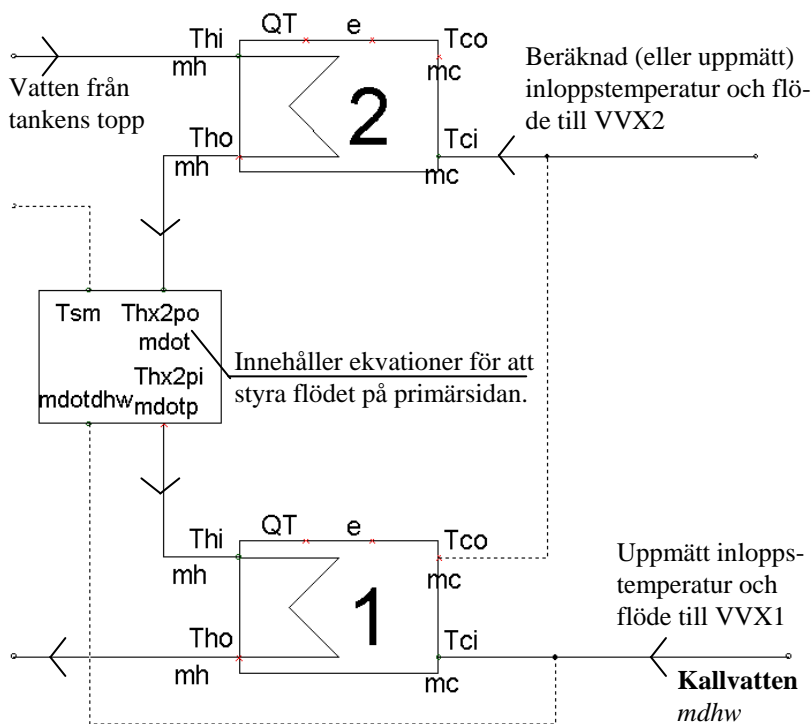 QT e
Thi Tco
mh mc
Vatten från
tankens topp
2
Tho Tci
mh mc
Beräknad (eller uppmätt)
inloppstemperatur och flö-
de till VVX2
Tsm Thx2po
mdot
Thx2pi
mdotdhw mdotp
Innehåller ekvationer för att
styra flödet på primärsidan.
QT e
Thi Tco
mh mc
1
Tho Tci
mh mc
Uppmätt inlopps-
temperatur och
flöde till VVX1
Kallvatten
mdhw